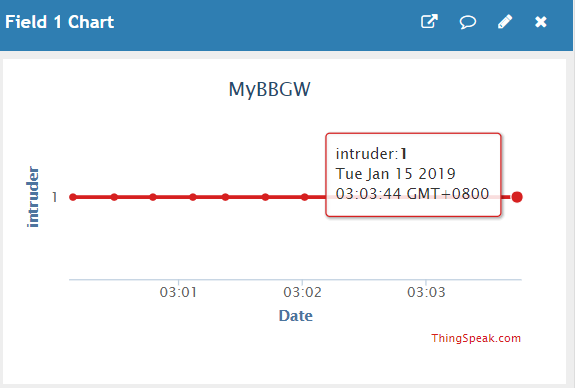 Field 1 Chart
MyBBGW
intruder:1
Tue Jan 15 2019
03:03:44 GMT+0800
intruder
1
03:01
03:02
03:03
Date
ThingSpeak.com